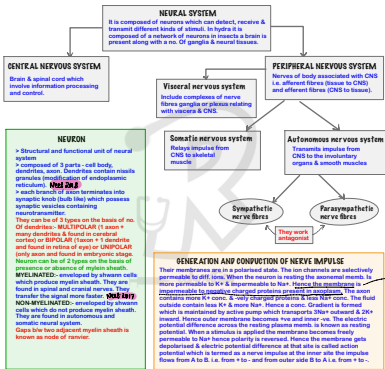 NEURAL SYSTEM
It is composed of neurons which can detect, receive &
transmit different kinds of stimuli. In hydra it is
composed of a network of neurons in insects a brain is
present along with a no. Of ganglia & neural tissues.
CENTRAL NERVOUS SYSTEM
Brain & spinal cord which
involve information processing
and control.
PERIPHERAL NERVOUS SYSTEM
Nerves of body associated with CNS
i.e. afferent fibres (tissue to CNS)
and efferent fibres (CNS to tissue).
Visceral nervous system
Include complexes of nerve
fibres ganglia or plexus relating
with viscera & CNS.
Somatic nervous system
Relays impulse from
CNS to skeletal
muscle
Autonomous nervous system
Transmits impulse from
CNS to the involuntary
organs & smooth muscles
Sympathetic
nerve fibres
Parasympathetic
nerve fibres
They work
antagonist
NEURON
> Structural and functional unit of neural
system
> composed of 3 parts - cell body,
dendrites, axon. Dendrites contain nissls
granules (modification of endoplasmic
reticulum).
> each branch of axon terminates into
synaptic knob (bulb like) which possess
synaptic vesicles containing
neurotransmitter.
They can be of 3 types on the basis of no.
Of dendrites:- MULTIPOLAR (1 axon +
many dendrites & found in cerebral
cortex) or BIPOLAR (1axon + 1 dendrite
and found in retina of eye) or UNIPOLAR
(only axon and found in embryonic stage.
Neuron can be of 2 types on the basis of
presence or absence of myelin sheath.
MYELINATED:- enveloped by shwann cells
which produce myelin sheath. They are
found in spinal and cranial nerves. They
transfer the signal more faster
NON-MYELINATED:- enveloped by shwann
cells which do not produce myelin sheath.
They are found in autonomous and
somatic neural system.
Gaps b/w two adjacent myelin sheath is
known as node of ranvier.
GENERATION AND CONDUCTION OF NERVE IMPULSE
Their membranes are in a polarised state. The ion channels are selectively
permeable to diff. ions. When the neuron is resting the axonemal memb. is
more permeable to K+ & impermeable to Na+. Hence the membrane is
impermeable to negative charged proteins present in axoplasm. The axon
contains more K+ conc. & -vely charged proteins & less Na+ conc. The fluid
outside contain less K+ & more Na+. Hence a conc. Gradient is formed
which is maintained by active pump which transports 3Na+ outward & 2K+
inward. Hence outer membrane becomes +ve and inner -ve. The electric
potential difference across the resting plasma memb. is known as resting
potential. When a stimulus is applied the membrane becomes freely
permeable to Na+ hence polarity is reversed. Hence the membrane gets
depolarised & electric potential difference at that site is called action
potential which is termed as a nerve impulse at the inner site the impulse
flows from A to B. i.e. from + to - and from outer side B to A i.e. from + to -.